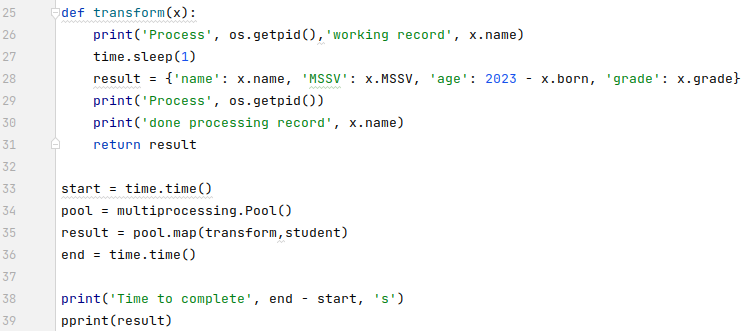 25 def transform(x):
26     print('Process', os.getpid(),'working record', x.name)
27     time.sleep(1)
28     result = {'name': x.name, 'MSSV': x.MSSV, 'age': 2023 - x.born, 'grade': x.grade}
29     print('Process', os.getpid())
30     print('done processing record', x.name)
31     return result
32
33 start = time.time()
34 pool = multiprocessing.Pool()
35 result = pool.map(transform,student)
36 end = time.time()
37
38 print('Time to complete', end - start, 's')
39 pprint(result)